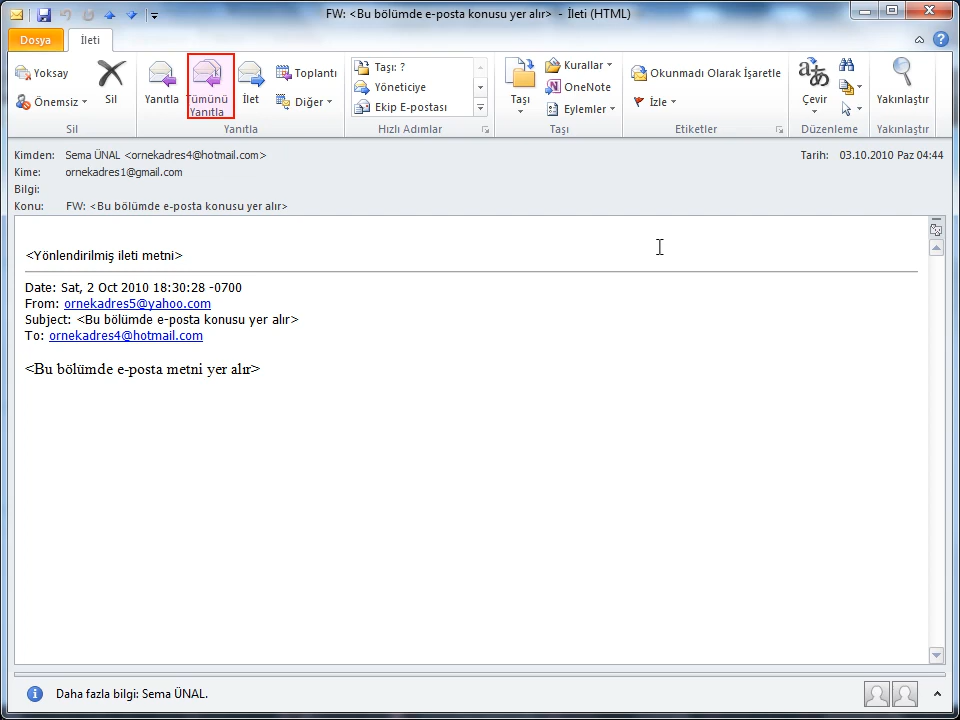 FW: <Bu bölümde e-posta konusu yer alır> - İleti (HTML)
Dosya
İleti
Yoksay
Önemsiz
Sil
Sil
Yanıtla
Tümünü
Yanıtla
İlet
Toplantı
Diğer
Yanıtla
Taşı: ?
Yöneticiye
Ekip E-postası
Hızlı Adımlar
Taşı
Kurallar
OneNote
Eylemler
Taşı
Okunmadı Olarak İşaretle
İzle
Etiketler
Çevir
Düzenleme
Yakınlaştır
Yakınlaştır
Kimden: Sema ÜNAL <ornekadres4@hotmail.com>
Tarih: 03.10.2010 Paz 04:44
Kime: ornekadres1@gmail.com
Bilgi:
Konu: FW: <Bu bölümde e-posta konusu yer alır>
<Yönlendirilmiş ileti metni>
Date: Sat, 2 Oct 2010 18:30:28 -0700
From: ornekadres5@yahoo.com
Subject: <Bu bölümde e-posta konusu yer alır>
To: ornekadres4@hotmail.com
<Bu bölümde e-posta metni yer alır>
Daha fazla bilgi: Sema ÜNAL.